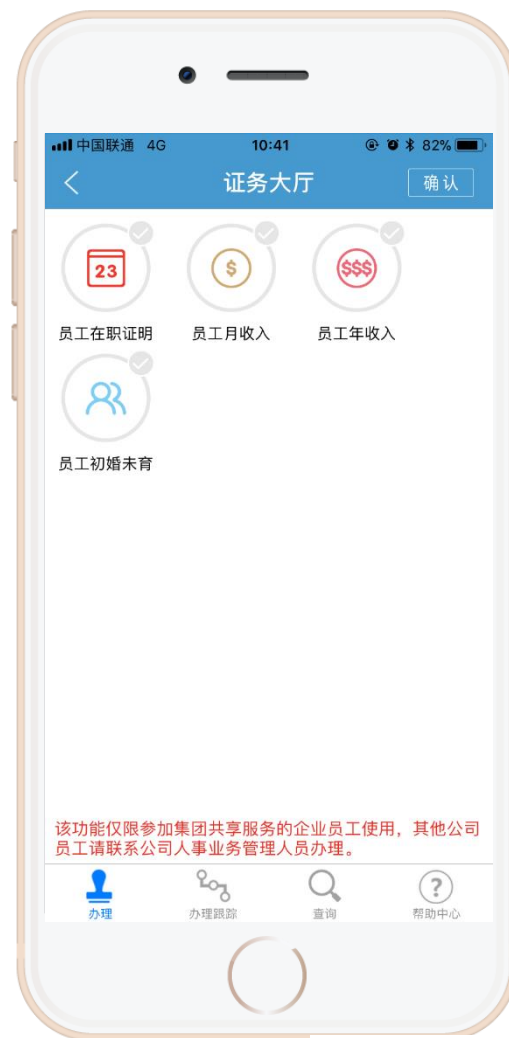 中国联通 4G 10:41 82%
证务大厅 确认
23 $ $$$
员工在职证明 员工月收入 员工年收入
员工初婚未育
该功能仅限参加集团共享服务的企业员工使用，其他公司
员工请联系公司人事业务管理人员办理。
办理 办理跟踪 查询 帮助中心